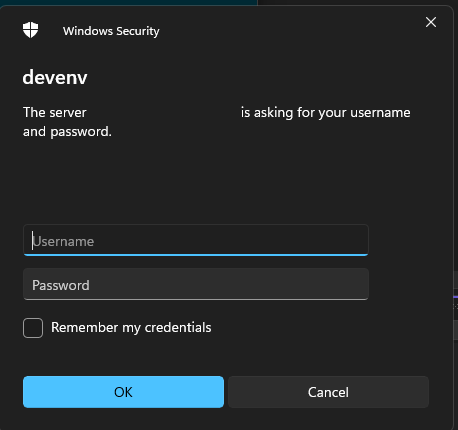 Windows Security
devenv
The server is asking for your username
and password.
Username
Password
Remember my credentials
OK
Cancel